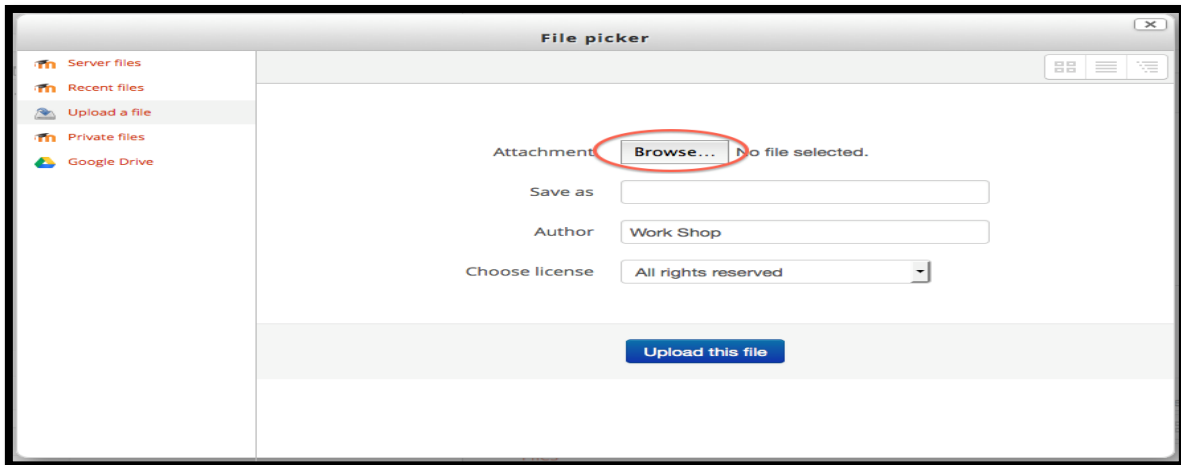 File picker
Server files
Recent files
Upload a file
Private files
Google Drive
Attachment Browse... No file selected.
Save as
Author Work Shop
Choose license All rights reserved
Upload this file